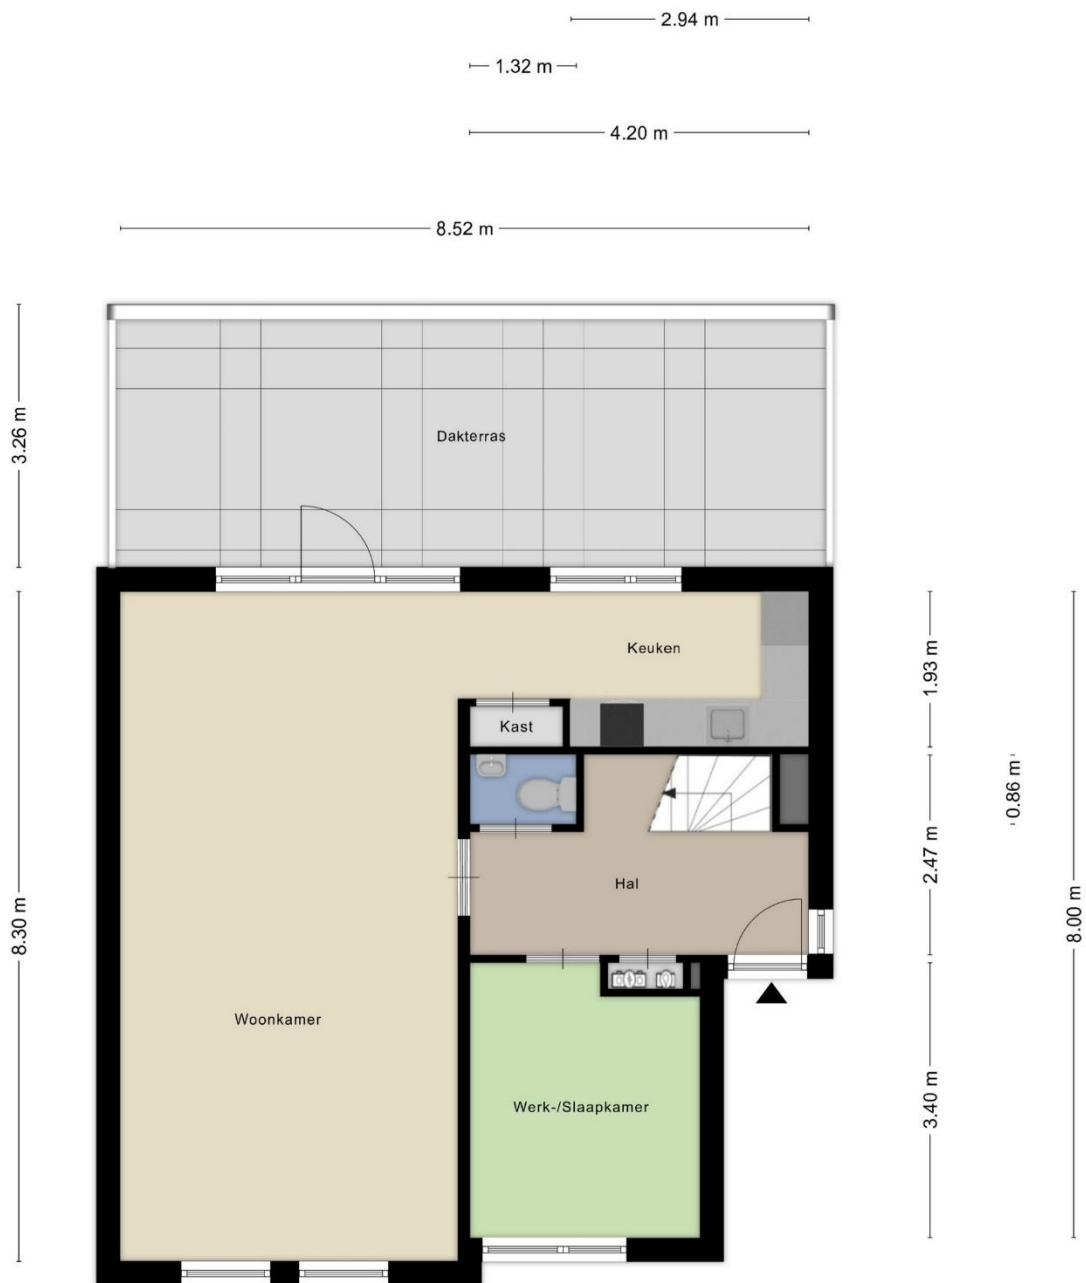 2.94 m
1.32 m
4.20 m
8.52 m
3.26 m
Dakterras
Keuken
1.93 m
Kast
0.86 m
2.47 m
Hal
8.30 m
8.00 m
Woonkamer
Werk-/Slaapkamer
3.40 m